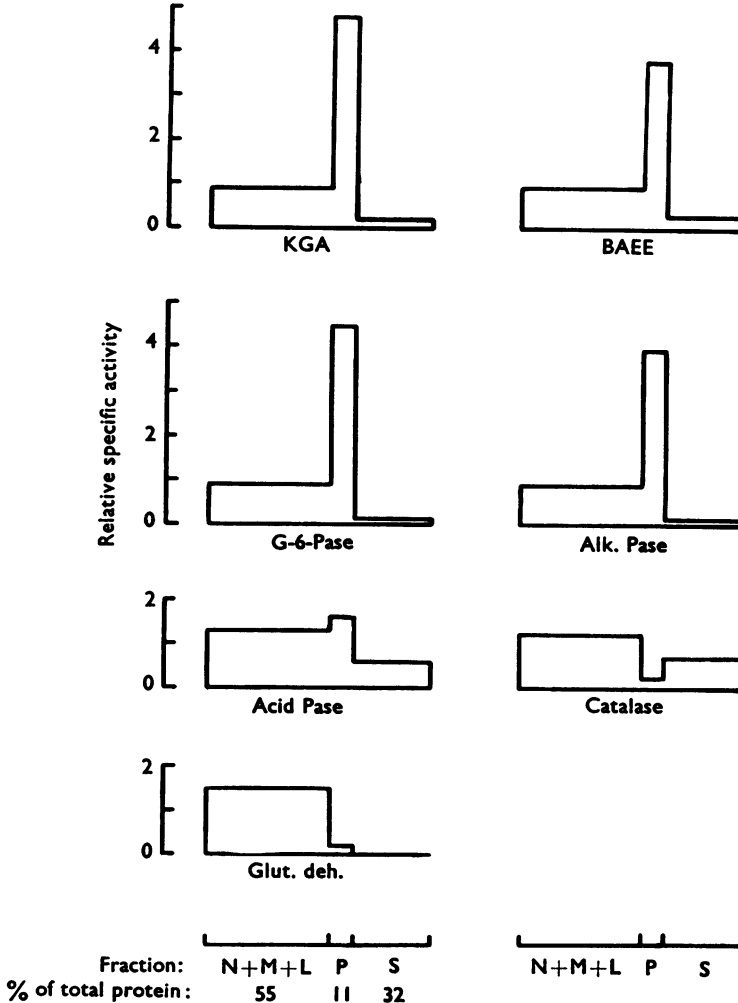 4
2
0
KGA
BAEE
Relative specific activity
4
2
0
G-6-Pase
Alk. Pase
2
0
Acid Pase
Catalase
2
0
Glut. deh.
Fraction: N+M+L P S N+M+L P S
% of total protein: 55 11 32